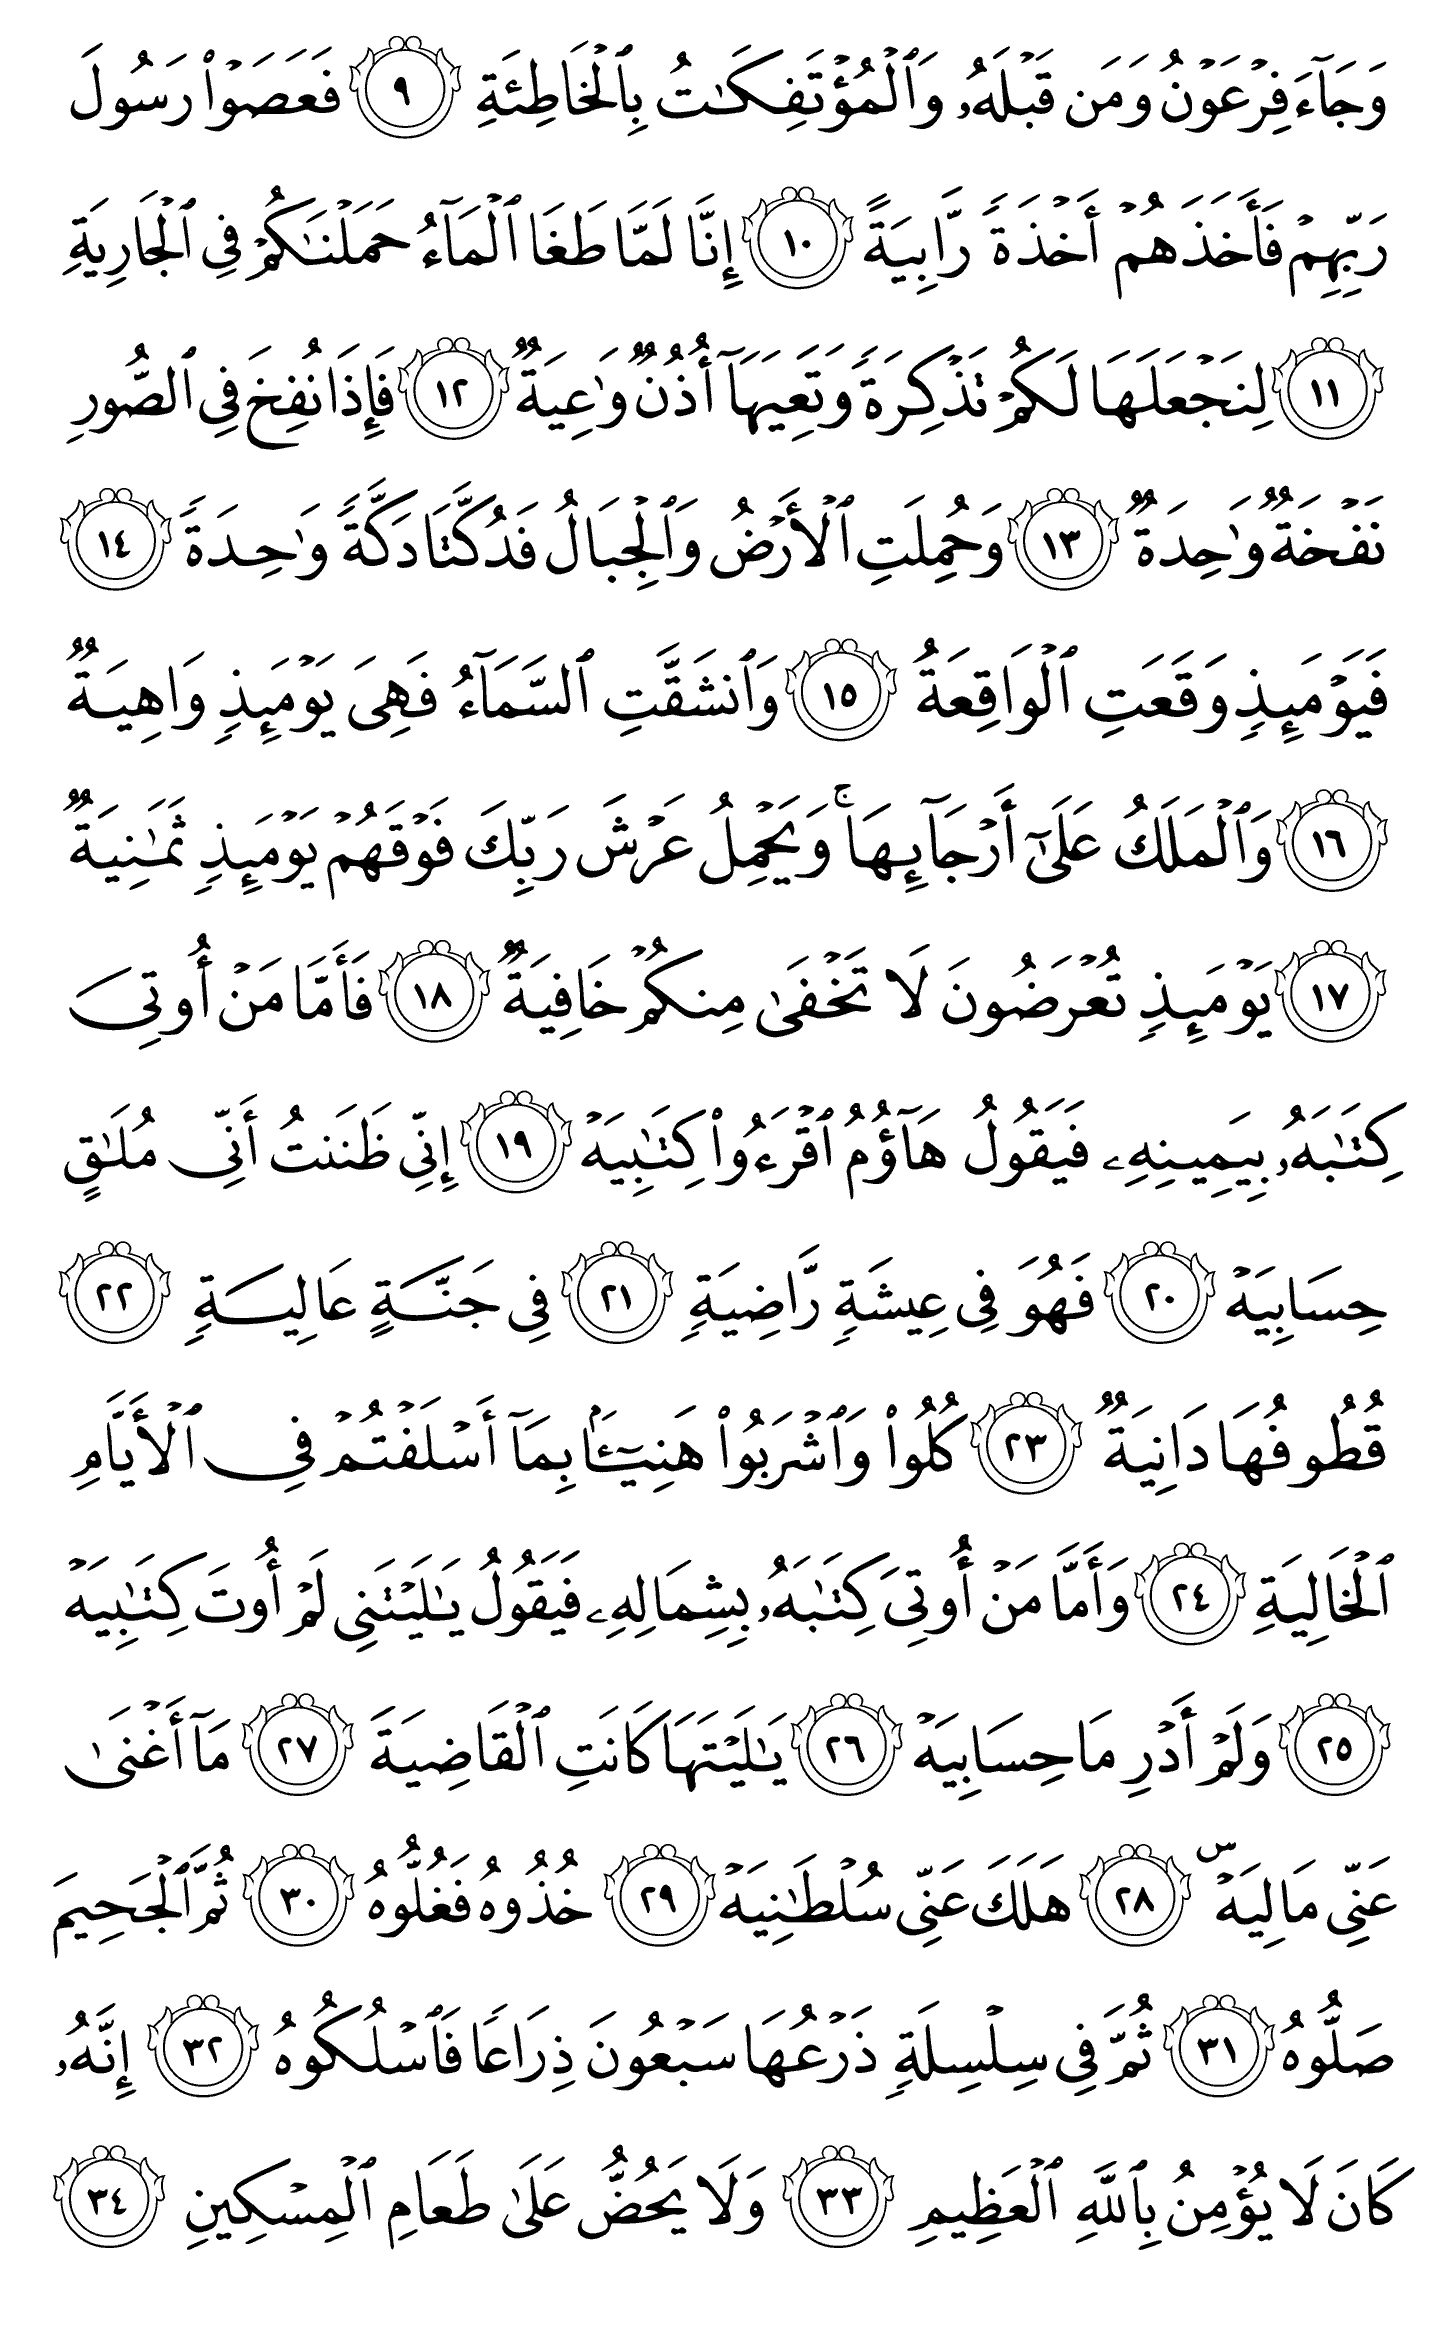 وَجَآءَ فِرۡعَوۡنُ وَمَن قَبۡلَهُۥ وَٱلۡمُؤۡتَفِكَٰتُ بِٱلۡخَاطِئَةِ ٩ فَعَصَوۡاْ رَسُولَ
رَبِّهِمۡ فَأَخَذَهُمۡ أَخۡذَةٗ رَّابِيَةً ١٠ إِنَّا لَمَّا طَغَا ٱلۡمَآءُ حَمَلۡنَٰكُمۡ فِي ٱلۡجَارِيَةِ
١١ لِنَجۡعَلَهَا لَكُمۡ تَذۡكِرَةٗ وَتَعِيَهَآ أُذُنٞ وَٰعِيَةٞ ١٢ فَإِذَا نُفِخَ فِي ٱلصُّورِ
نَفۡخَةٞ وَٰحِدَةٞ ١٣ وَحُمِلَتِ ٱلۡأَرۡضُ وَٱلۡجِبَالُ فَدُكَّتَا دَكَّةٗ وَٰحِدَةٗ ١٤
فَيَوۡمَئِذٖ وَقَعَتِ ٱلۡوَاقِعَةُ ١٥ وَٱنشَقَّتِ ٱلسَّمَآءُ فَهِيَ يَوۡمَئِذٖ وَاهِيَةٞ
١٦ وَٱلۡمَلَكُ عَلَىٰٓ أَرۡجَآئِهَاۚ وَيَحۡمِلُ عَرۡشَ رَبِّكَ فَوۡقَهُمۡ يَوۡمَئِذٖ ثَمَٰنِيَةٞ
١٧ يَوۡمَئِذٖ تُعۡرَضُونَ لَا تَخۡفَىٰ مِنكُمۡ خَافِيَةٞ ١٨ فَأَمَّا مَنۡ أُوتِيَ
كِتَٰبَهُۥ بِيَمِينِهِۦ فَيَقُولُ هَآؤُمُ ٱقۡرَءُواْ كِتَٰبِيَهۡ ١٩ إِنِّي ظَنَنتُ أَنِّي مُلَٰقٍ
حِسَابِيَهۡ ٢٠ فَهُوَ فِي عِيشَةٖ رَّاضِيَةٖ ٢١ فِي جَنَّةٍ عَالِيَةٖ ٢٢
قُطُوفُهَا دَانِيَةٞ ٢٣ كُلُواْ وَٱشۡرَبُواْ هَنِيٓـَٔۢا بِمَآ أَسۡلَفۡتُمۡ فِي ٱلۡأَيَّامِ
ٱلۡخَالِيَةِ ٢٤ وَأَمَّا مَنۡ أُوتِيَ كِتَٰبَهُۥ بِشِمَالِهِۦ فَيَقُولُ يَٰلَيۡتَنِي لَمۡ أُوتَ كِتَٰبِيَهۡ
٢٥ وَلَمۡ أَدۡرِ مَا حِسَابِيَهۡ ٢٦ يَٰلَيۡتَهَا كَانَتِ ٱلۡقَاضِيَةَ ٢٧ مَآ أَغۡنَىٰ
عَنِّي مَالِيَهۡۜ ٢٨ هَلَكَ عَنِّي سُلۡطَٰنِيَهۡ ٢٩ خُذُوهُ فَغُلُّوهُ ٣٠ ثُمَّ ٱلۡجَحِيمَ
صَلُّوهُ ٣١ ثُمَّ فِي سِلۡسِلَةٖ ذَرۡعُهَا سَبۡعُونَ ذِرَاعٗا فَٱسۡلُكُوهُ ٣٢ إِنَّهُۥ
كَانَ لَا يُؤۡمِنُ بِٱللَّهِ ٱلۡعَظِيمِ ٣٣ وَلَا يَحُضُّ عَلَىٰ طَعَامِ ٱلۡمِسۡكِينِ ٣٤